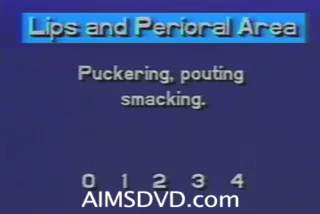 Lips and Perioral Area
Puckering, pouting
smacking.
0 1 2 3 4
AIMSDVD.com